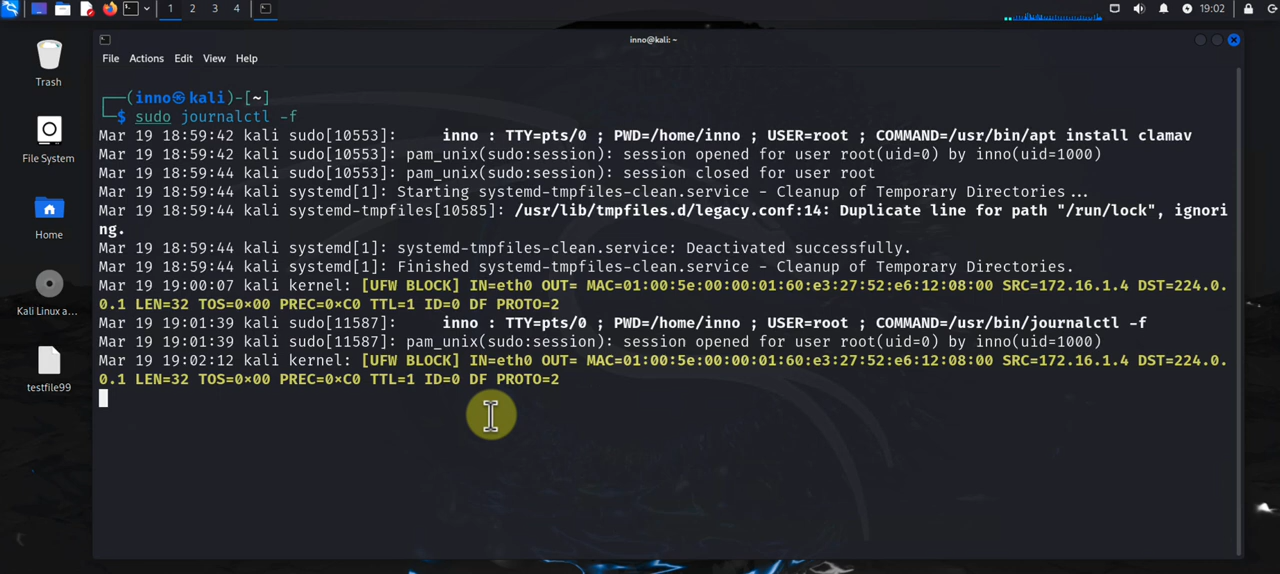 1 2 3 4 19:02
inno@kali: ~
File Actions Edit View Help
Trash
File System
Home
Kali Linux a...
testfile99
┌──(inno㉿kali)-[~]
└─$ sudo journalctl -f
Mar 19 18:59:42 kali sudo[10553]:     inno : TTY=pts/0 ; PWD=/home/inno ; USER=root ; COMMAND=/usr/bin/apt install clamav
Mar 19 18:59:42 kali sudo[10553]: pam_unix(sudo:session): session opened for user root(uid=0) by inno(uid=1000)
Mar 19 18:59:44 kali sudo[10553]: pam_unix(sudo:session): session closed for user root
Mar 19 18:59:44 kali systemd[1]: Starting systemd-tmpfiles-clean.service - Cleanup of Temporary Directories...
Mar 19 18:59:44 kali systemd-tmpfiles[10585]: /usr/lib/tmpfiles.d/legacy.conf:14: Duplicate line for path "/run/lock", ignori
ng.
Mar 19 18:59:44 kali systemd[1]: systemd-tmpfiles-clean.service: Deactivated successfully.
Mar 19 18:59:44 kali systemd[1]: Finished systemd-tmpfiles-clean.service - Cleanup of Temporary Directories.
Mar 19 19:00:07 kali kernel: [UFW BLOCK] IN=eth0 OUT= MAC=01:00:5e:00:00:01:60:e3:27:52:e6:12:08:00 SRC=172.16.1.4 DST=224.0.
0.1 LEN=32 TOS=0×00 PREC=0×C0 TTL=1 ID=0 DF PROTO=2
Mar 19 19:01:39 kali sudo[11587]:     inno : TTY=pts/0 ; PWD=/home/inno ; USER=root ; COMMAND=/usr/bin/journalctl -f
Mar 19 19:01:39 kali sudo[11587]: pam_unix(sudo:session): session opened for user root(uid=0) by inno(uid=1000)
Mar 19 19:02:12 kali kernel: [UFW BLOCK] IN=eth0 OUT= MAC=01:00:5e:00:00:01:60:e3:27:52:e6:12:08:00 SRC=172.16.1.4 DST=224.0.
0.1 LEN=32 TOS=0×00 PREC=0×C0 TTL=1 ID=0 DF PROTO=2